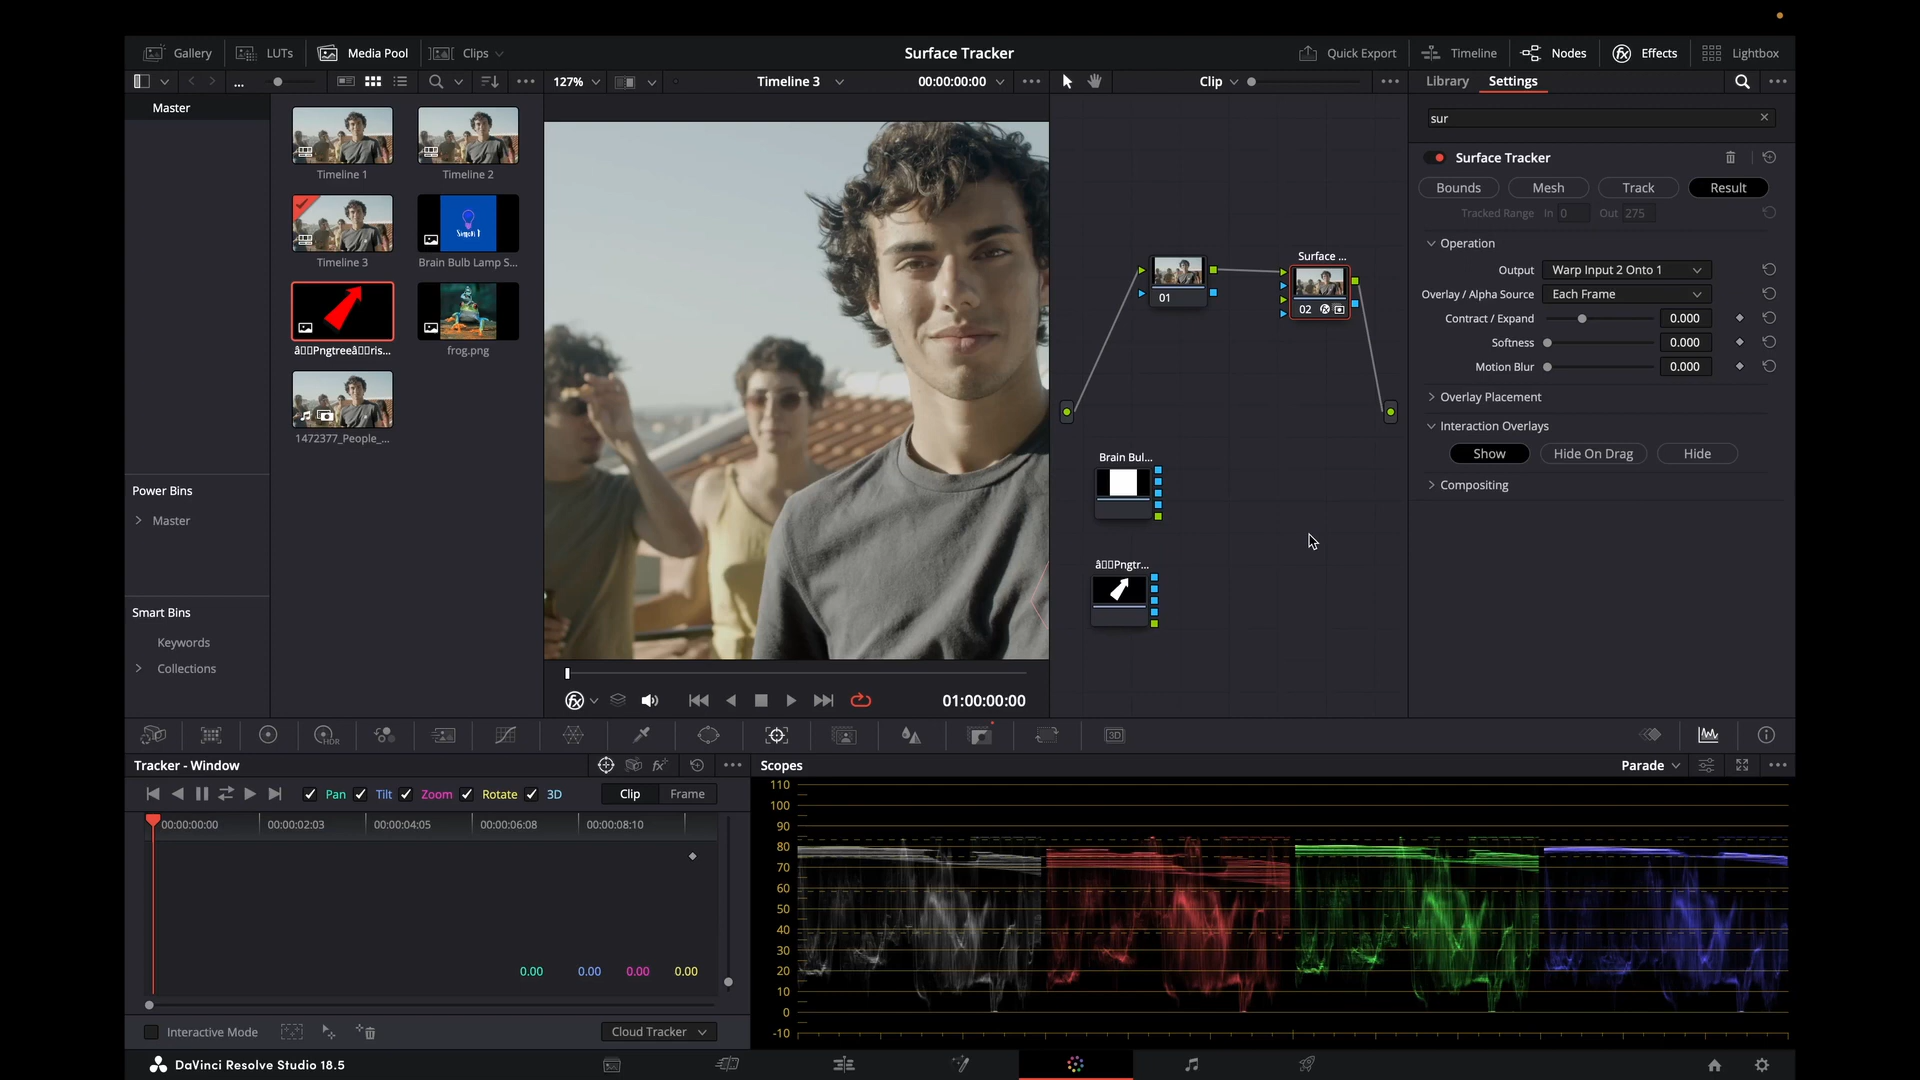 Gallery LUTs Media Pool Clips Surface Tracker Quick Export Timeline Nodes Effects Lightbox
... 127% Timeline 3 00:00:00:00 Clip Library Settings
Master
sur
Timeline 1 Timeline 2
Surface Tracker
Bounds Mesh Track Result
Tracked Range In 0 Out 275
Timeline 3 Brain Bulb Lamp S...
Simon 1
Operation
Surface ...
Output Warp Input 2 Onto 1
Overlay / Alpha Source Each Frame
01 02
Contract / Expand 0.000
Softness 0.000
Motion Blur 0.000
âPngtreeâris... frog.png
Overlay Placement
Interaction Overlays
1472377_People_...
Show Hide On Drag Hide
Brain Bul...
Compositing
Power Bins
Master
âPngtr...
Smart Bins
Keywords
Collections
01:00:00:00
HDR 3D
Tracker - Window Scopes Parade
Pan Tilt Zoom Rotate 3D Clip Frame
00:00:00:00 00:00:02:03 00:00:04:05 00:00:06:08 00:00:08:10
110
100
90
80
70
60
50
40
30
20
10
0
-10
0.00 0.00 0.00 0.00
Interactive Mode Cloud Tracker
DaVinci Resolve Studio 18.5